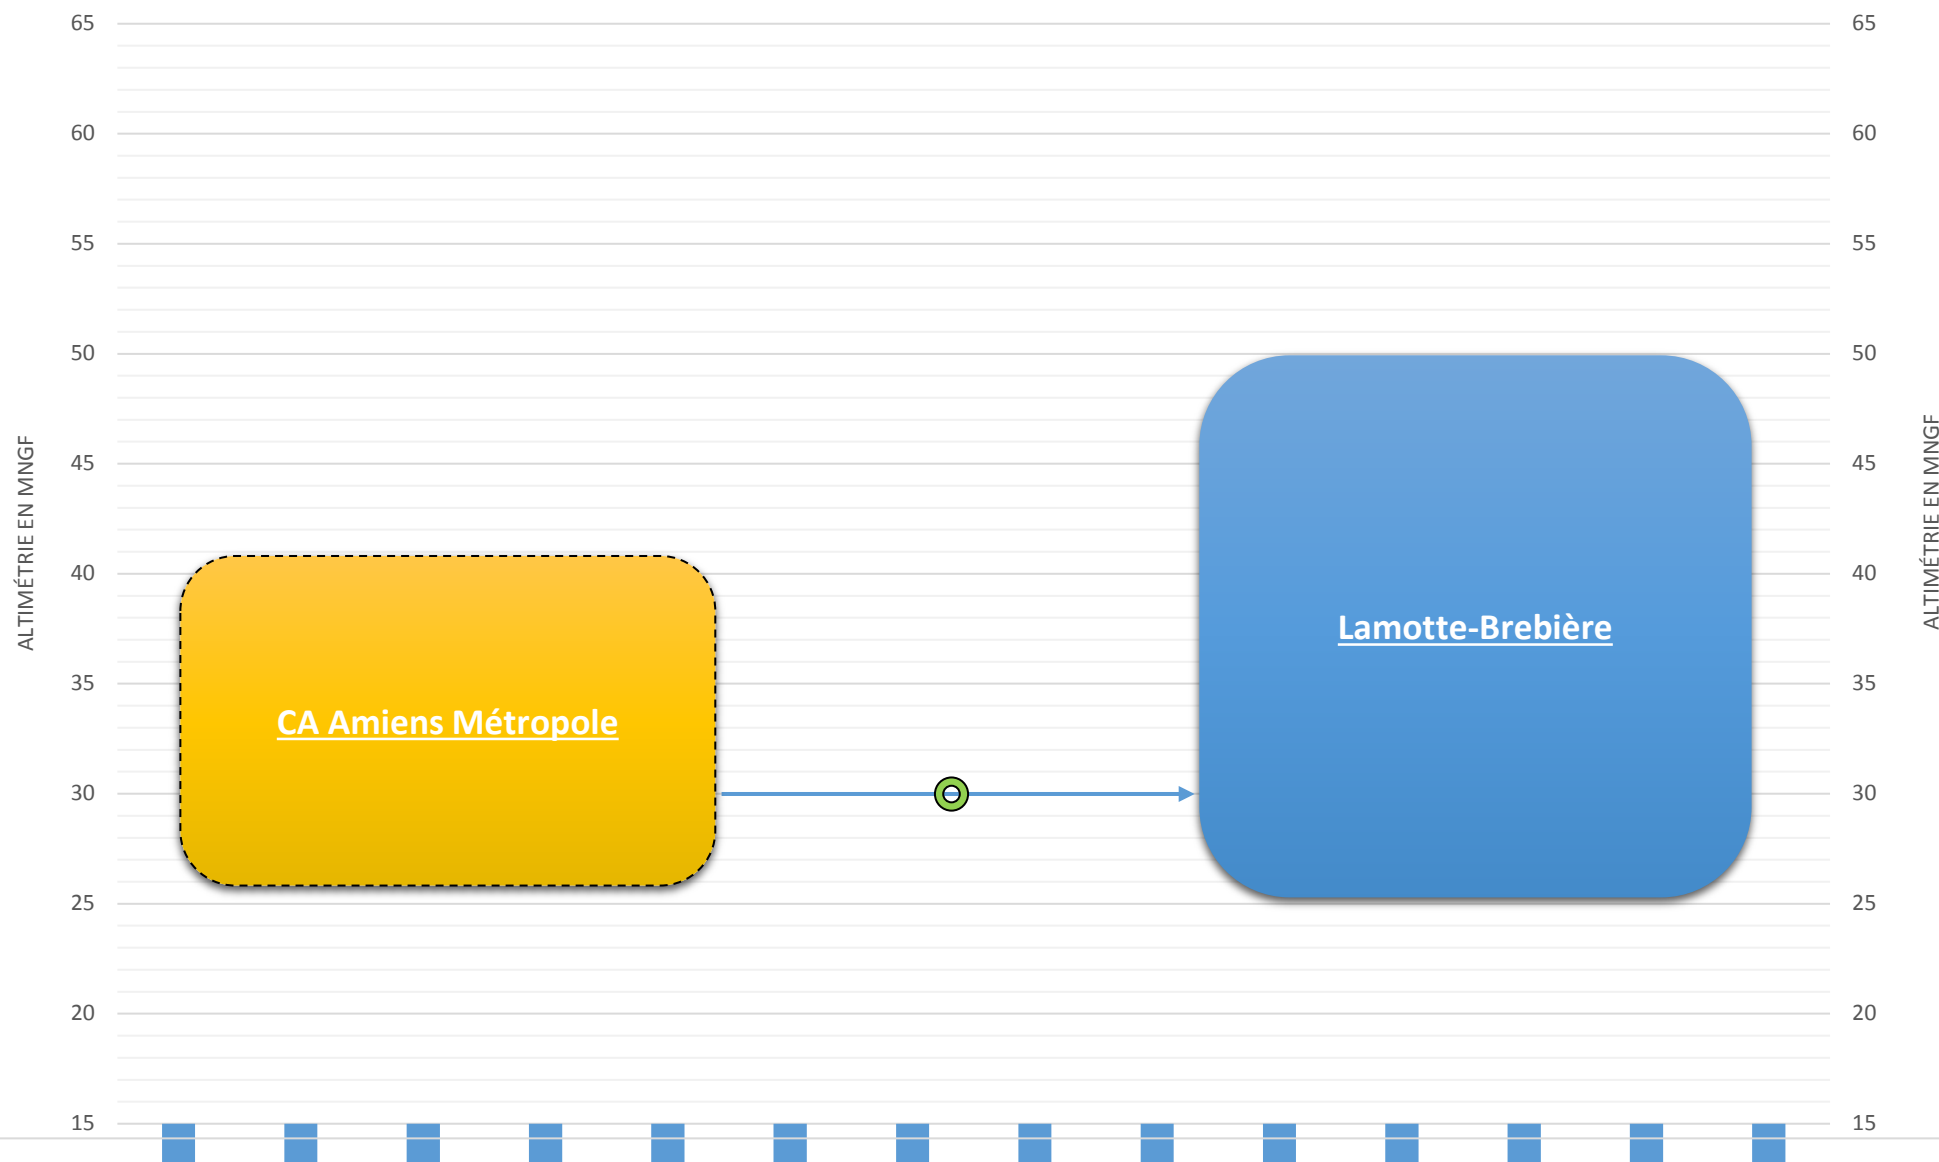 65 65
60 60
55 55
50 50
45 45
40 40
35 35
30 30
25 25
20 20
15 15
ALTIMÉTRIE EN MNGF
CA Amiens Métropole
Lamotte-Brebière
ALTIMÉTRIE EN MNGF